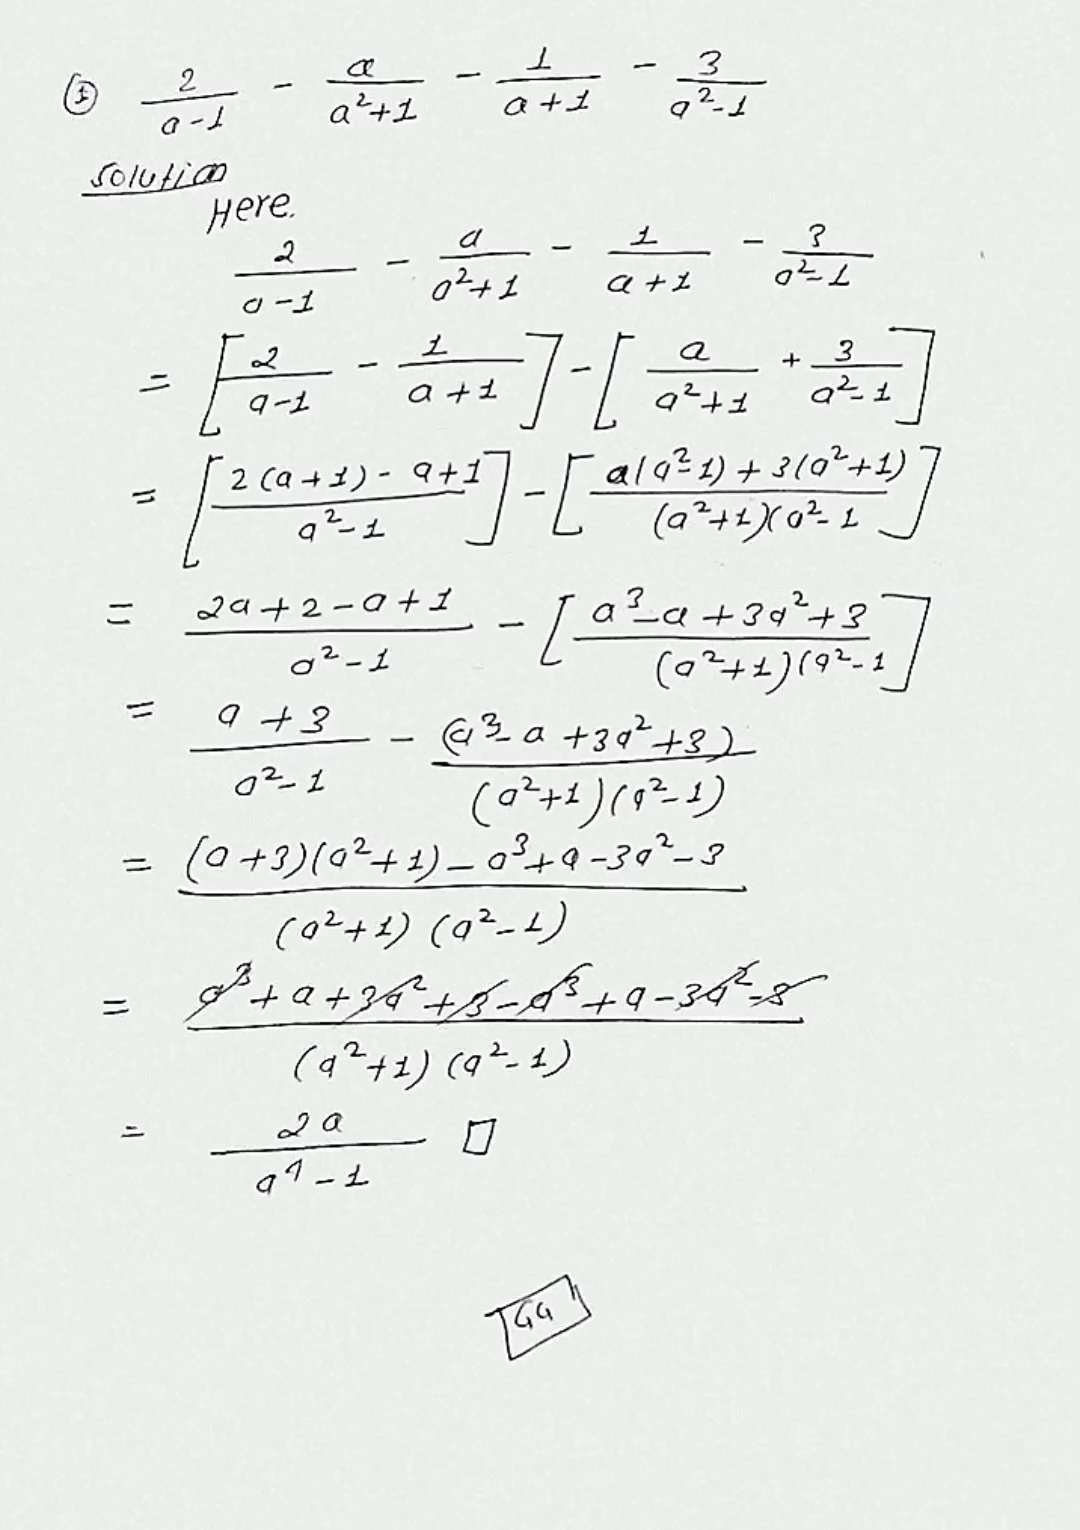 ① 2/(a-1) - a/(a²+1) - 1/(a+1) - 3/(a²-1)
Solution
Here.
2/(a-1) - a/(a²+1) - 1/(a+1) - 3/(a²-1)
= [2/(a-1) - 1/(a+1)] - [a/(a²+1) + 3/(a²-1)]
= [(2(a+1) - a+1)/(a²-1)] - [(a(a²-1) + 3(a²+1))/((a²+1)(a²-1]
= (2a+2-a+1)/(a²-1) - [(a³-a+3a²+3)/((a²+1)(a²-1]
= (a+3)/(a²-1) - (a³-a+3a²+3)/((a²+1)(a²-1))
= ((a+3)(a²+1)-a³+a-3a²-3)/((a²+1)(a²-1))
= (a³+a+3a²+3-a³+a-3a²-3)/((a²+1)(a²-1))
= 2a/(a⁴-1) □